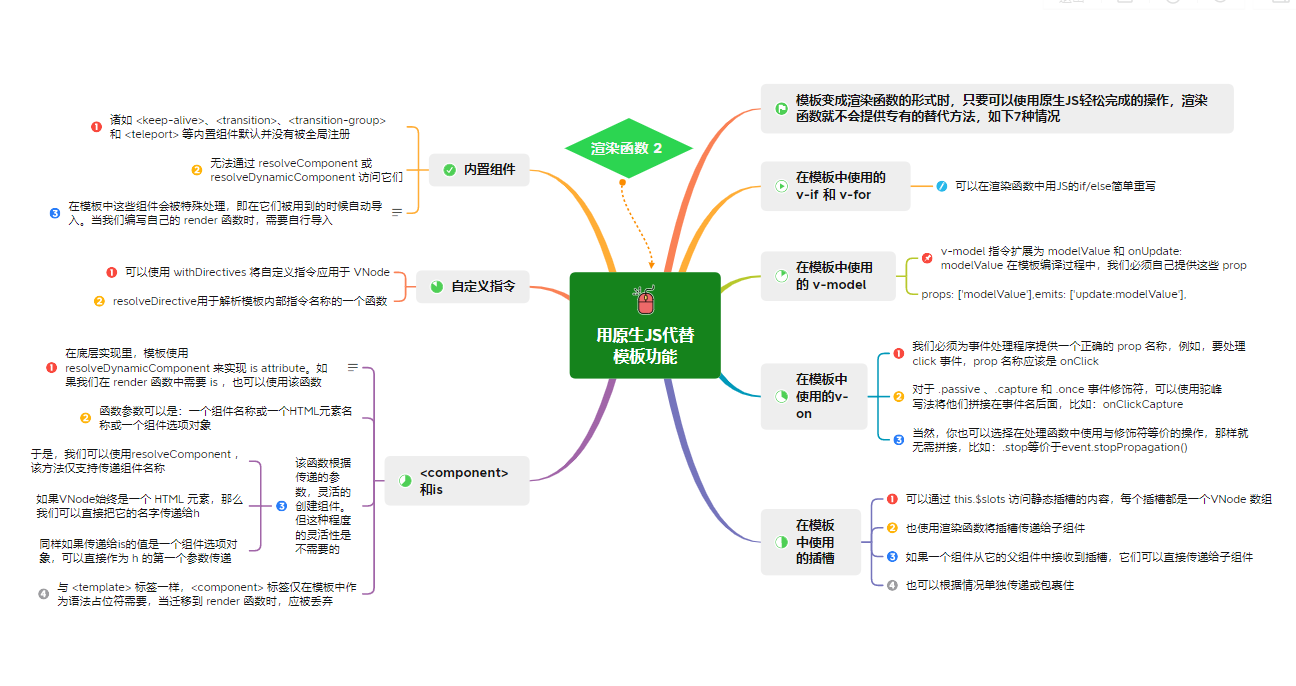 渲染函数 2
用原生JS代替
模板功能
模板变成渲染函数的形式时，只要可以使用原生JS轻松完成的操作，渲染
函数就不会提供专有的替代方法，如下7种情况
在模板中使用的
v-if 和 v-for
可以在渲染函数中用JS的if/else简单重写
在模板中使用
的 v-model
v-model 指令扩展为 modelValue 和 onUpdate:
modelValue 在模板编译过程中，我们必须自己提供这些 prop
props: ['modelValue'],emits: ['update:modelValue'],
在模板中
使用的v-
on
1 我们必须为事件处理程序提供一个正确的 prop 名称，例如，要处理
click 事件，prop 名称应该是 onClick
2 对于 .passive 、.capture 和 .once 事件修饰符，可以使用驼峰
写法将他们拼接在事件名后面，比如：onClickCapture
3 当然，你也可以选择在处理函数中使用与修饰符等价的操作，那样就
无需拼接，比如：.stop等价于event.stopPropagation()
在模板
中使用
的插槽
1 可以通过 this.$slots 访问静态插槽的内容，每个插槽都是一个VNode 数组
2 也使用渲染函数将插槽传递给子组件
3 如果一个组件从它的父组件中接收到插槽，它们可以直接传递给子组件
4 也可以根据情况单独传递或包裹住
内置组件
1 诸如 <keep-alive>、<transition>、<transition-group>
和 <teleport> 等内置组件默认并没有被全局注册
2 无法通过 resolveComponent 或
resolveDynamicComponent 访问它们
3 在模板中这些组件会被特殊处理，即在它们被用到的时候自动导
入。当我们编写自己的 render 函数时，需要自行导入
自定义指令
1 可以使用 withDirectives 将自定义指令应用于 VNode
2 resolveDirective用于解析模板内部指令名称的一个函数
<component>
和is
1 在底层实现里，模板使用
resolveDynamicComponent 来实现 is attribute。如
果我们在 render 函数中需要 is ，也可以使用该函数
2 函数参数可以是：一个组件名称或一个HTML元素名
称或一个组件选项对象
3 该函数根据
传递的参
数，灵活的
创建组件。
但这种程度
的灵活性是
不需要的
于是，我们可以使用resolveComponent ，
该方法仅支持传递组件名称
如果VNode始终是一个 HTML 元素，那么
我们可以直接把它的名字传递给h
同样如果传递给is的值是一个组件选项对
象，可以直接作为 h 的第一个参数传递
4 与 <template> 标签一样，<component> 标签仅在模板中作
为语法占位符需要，当迁移到 render 函数时，应被丢弃